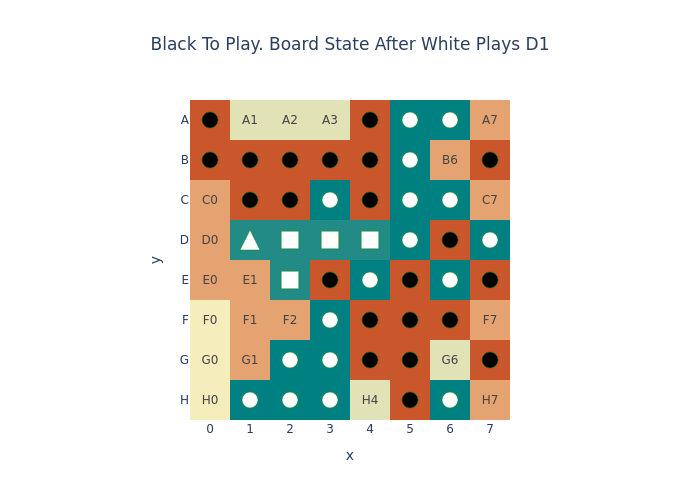 Black To Play. Board State After White Plays D1
A A1 A2 A3 A7
B B6
C C0 C7
D D0
E E0 E1
F F0 F1 F2 F7
G G0 G1 G6
H H0 H4 H7
0 1 2 3 4 5 6 7
x
y